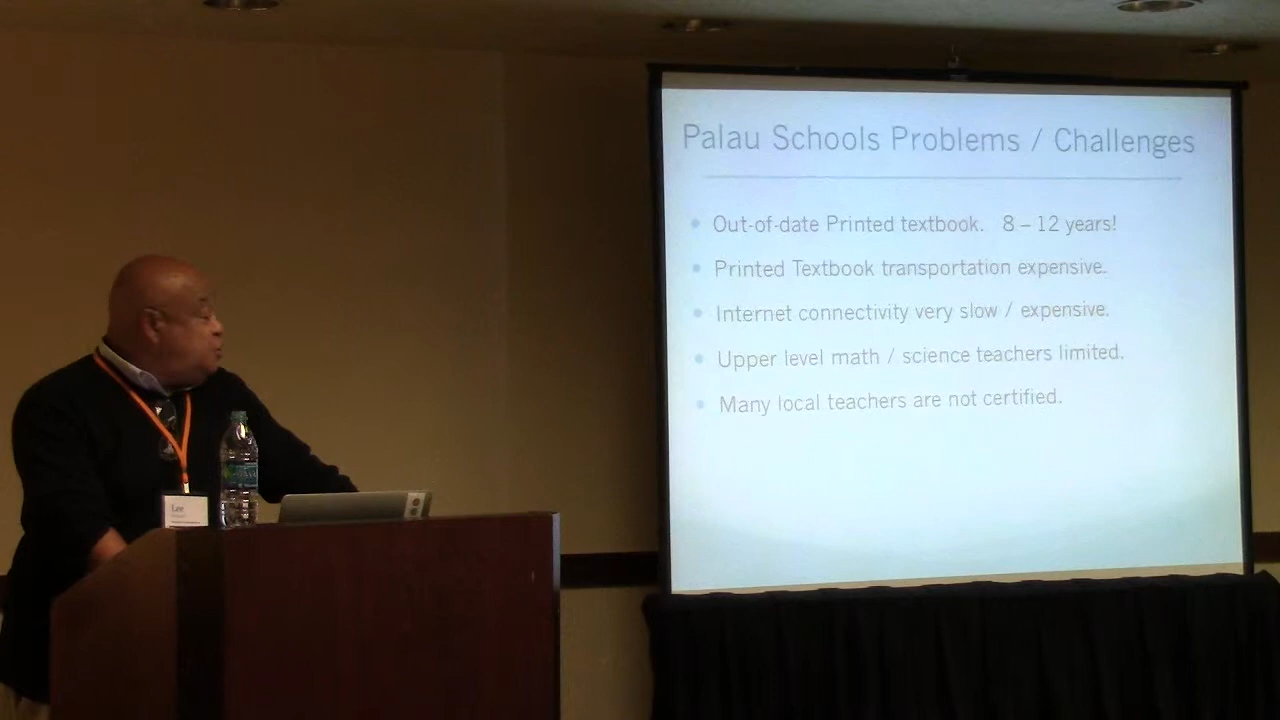 Palau Schools Problems / Challenges
• Out-of-date Printed textbook. 8 – 12 years!
• Printed Textbook transportation expensive.
• Internet connectivity very slow / expensive.
• Upper level math / science teachers limited.
• Many local teachers are not certified.
Lee